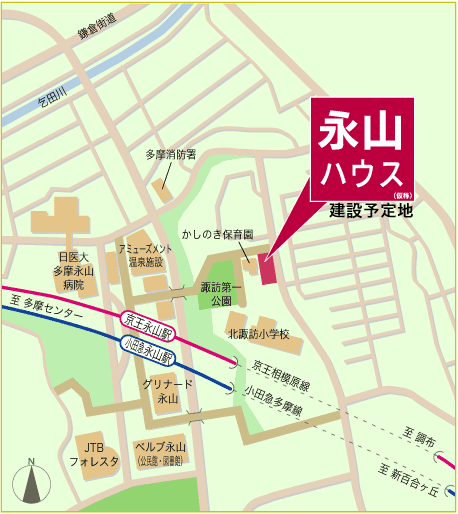 鎌倉街道
乞田川
永山
ハウス
(仮称)
建設予定地
多摩消防署
かしのき保育園
日医大
多摩永山
病院
アミューズメント
温泉施設
諏訪第一
公園
至 多摩センター
京王永山駅
小田急永山駅
北諏訪小学校
京王相模原線
小田急多摩線
グリナード
永山
至 調布
至 新百合ヶ丘
JTB
フォレスタ
ベルブ永山
(公民館・図書館)
N